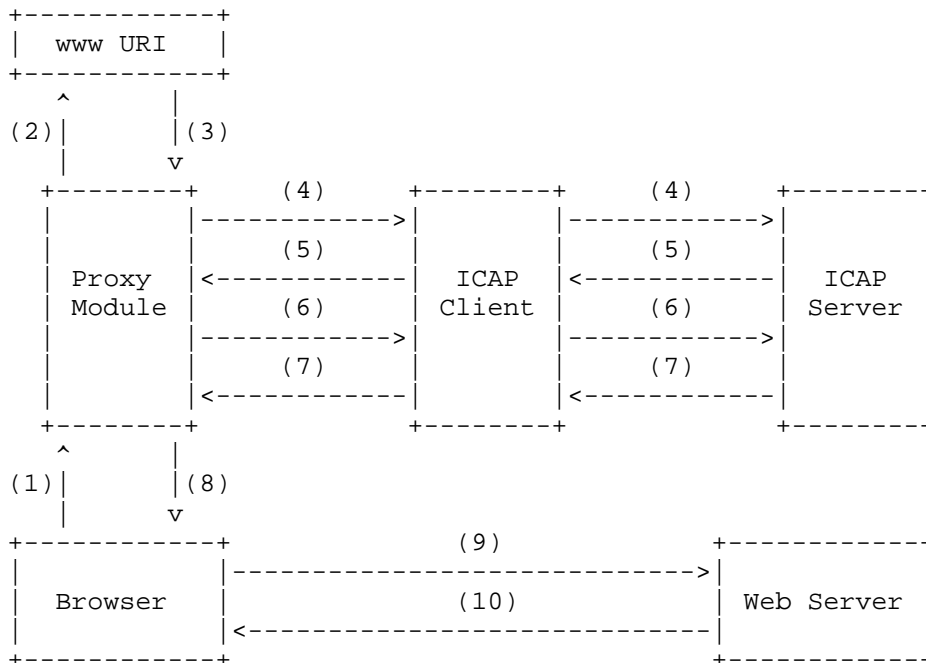 www URI
(2) (3)
(4) (4)
(5) (5)
Proxy ICAP ICAP
Module Client Server
(6) (6)
(7) (7)
(1) (8)
(9)
Browser (10) Web Server